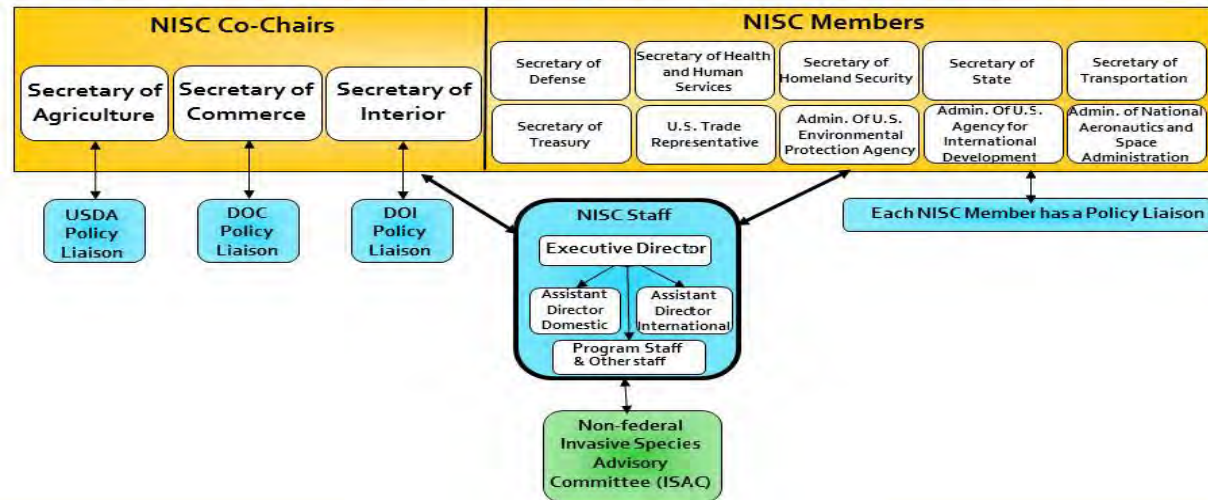 NISC Co-Chairs
Secretary of
Agriculture
Secretary of
Commerce
Secretary of
Interior
NISC Members
Secretary of
Defense
Secretary of Health
and Human
Services
Secretary of
Homeland Security
Secretary of
State
Secretary of
Transportation
Secretary of
Treasury
U.S. Trade
Representative
Admin. Of U.S.
Environmental
Protection Agency
Admin. Of U.S.
Agency for
International
Development
Admin. of National
Aeronautics and
Space
Administration
USDA
Policy
Liaison
DOC
Policy
Liaison
DOI
Policy
Liaison
Each NISC Member has a Policy Liaison
NISC Staff
Executive Director
Assistant
Director
Domestic
Assistant
Director
International
Program Staff
& Other staff
Non-federal
Invasive Species
Advisory
Committee (ISAC)